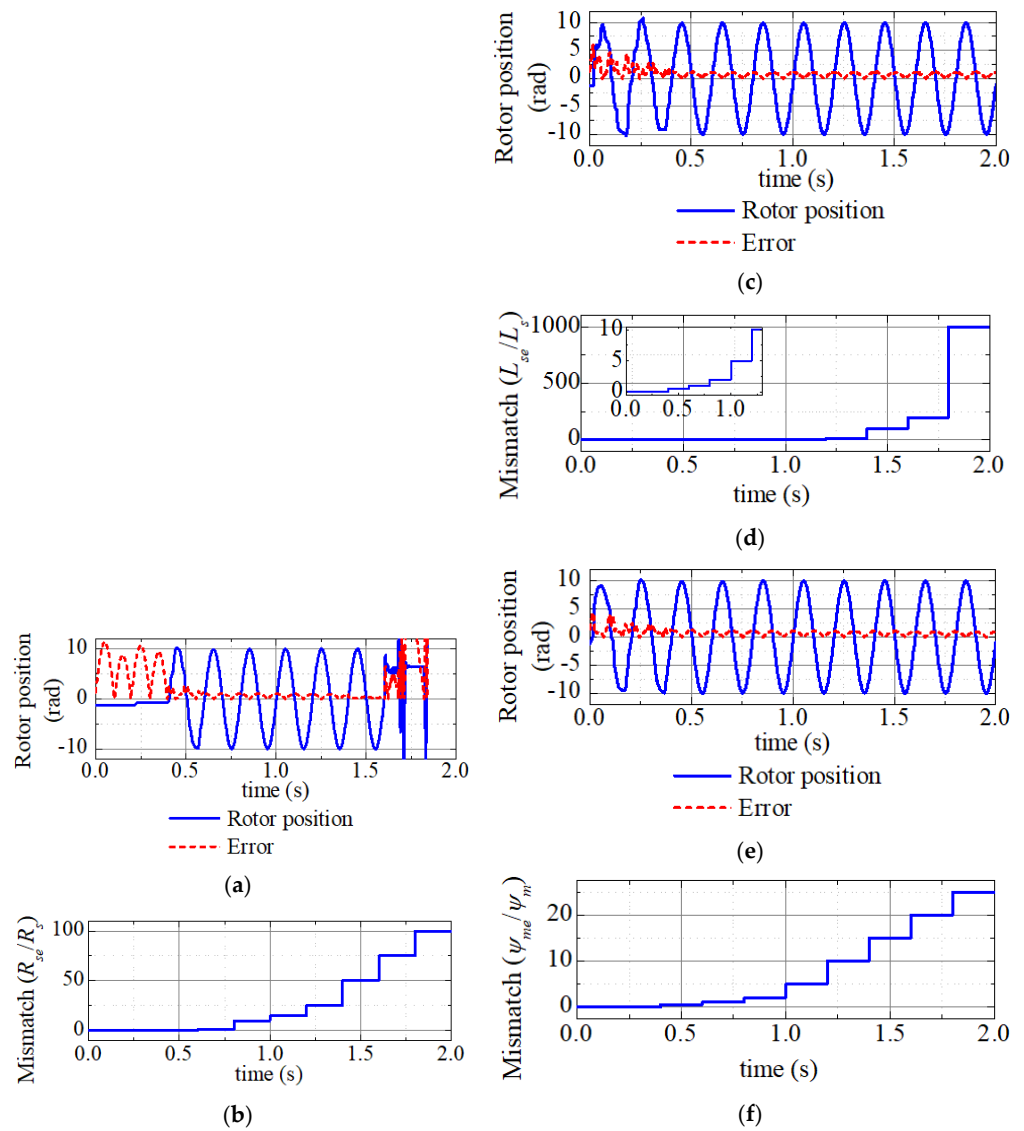 10
5
0
-5
-10
Rotor position
(rad)
0.0 0.5 1.0 1.5 2.0
time (s)
Rotor position
Error
(c)
1000
500
0
Mismatch (L_se/L_s)
10
5
0
0.0 0.5 1.0
0.0 0.5 1.0 1.5 2.0
time (s)
(d)
10
5
0
-5
-10
Rotor position
(rad)
0.0 0.5 1.0 1.5 2.0
time (s)
Rotor position
Error
(e)
10
0
-10
Rotor position
(rad)
0.0 0.5 1.0 1.5 2.0
time (s)
Rotor position
Error
(a)
100
50
0
Mismatch (R_se/R_s)
0.0 0.5 1.0 1.5 2.0
time (s)
(b)
20
10
0
Mismatch (ψ_me/ψ_m)
0.0 0.5 1.0 1.5 2.0
time (s)
(f)